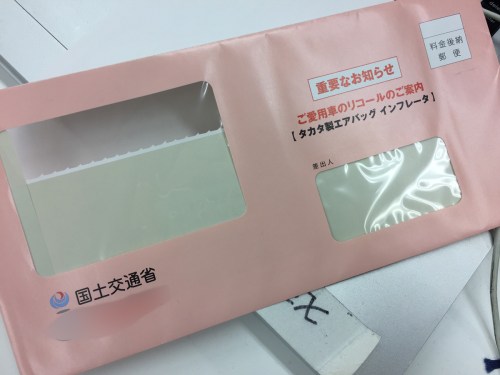 料金後納
郵便
重要なお知らせ
ご愛用車のリコールのご案内
【タカタ製エアバッグ インフレータ】
差出人
国土交通省